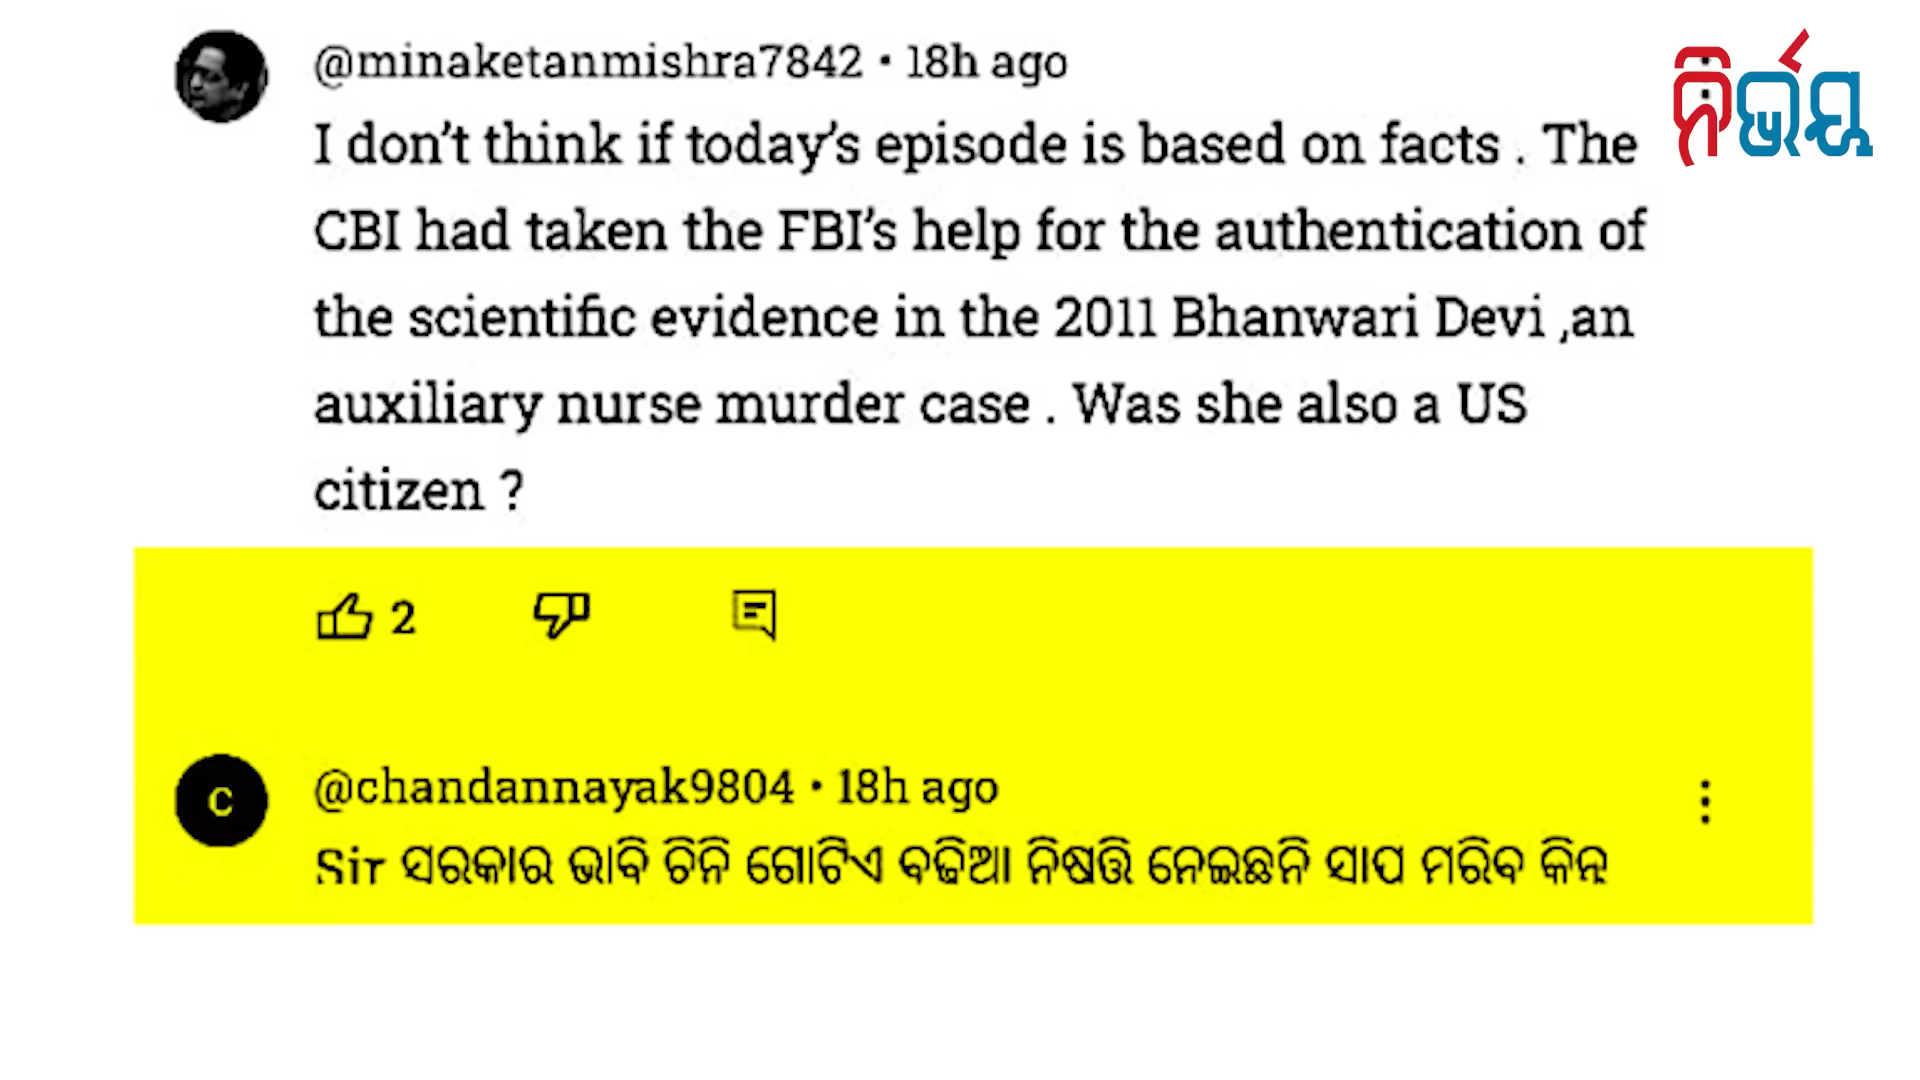 @minaketanmishra7842 • 18h ago
ନିର୍ଭୟ
I don’t think if today’s episode is based on facts . The
CBI had taken the FBI’s help for the authentication of
the scientific evidence in the 2011 Bhanwari Devi ,an
auxiliary nurse murder case . Was she also a US
citizen ?
2
C
@chandannayak9804 • 18h ago
Sir ସରକାର ଭାବି ଚିନି ଗୋଟିଏ ବଢିଆ ନିଷତ୍ତି ନେଇଛନି ସାପ ମରିବ କିନ୍ତୁ